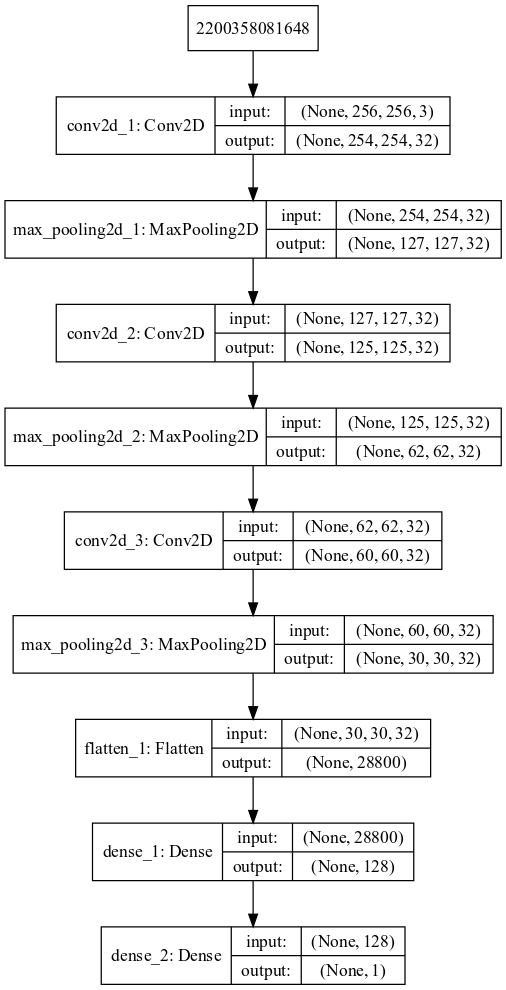 2200358081648
conv2d_1: Conv2D
input: (None, 256, 256, 3)
output: (None, 254, 254, 32)
max_pooling2d_1: MaxPooling2D
input: (None, 254, 254, 32)
output: (None, 127, 127, 32)
conv2d_2: Conv2D
input: (None, 127, 127, 32)
output: (None, 125, 125, 32)
max_pooling2d_2: MaxPooling2D
input: (None, 125, 125, 32)
output: (None, 62, 62, 32)
conv2d_3: Conv2D
input: (None, 62, 62, 32)
output: (None, 60, 60, 32)
max_pooling2d_3: MaxPooling2D
input: (None, 60, 60, 32)
output: (None, 30, 30, 32)
flatten_1: Flatten
input: (None, 30, 30, 32)
output: (None, 28800)
dense_1: Dense
input: (None, 28800)
output: (None, 128)
dense_2: Dense
input: (None, 128)
output: (None, 1)